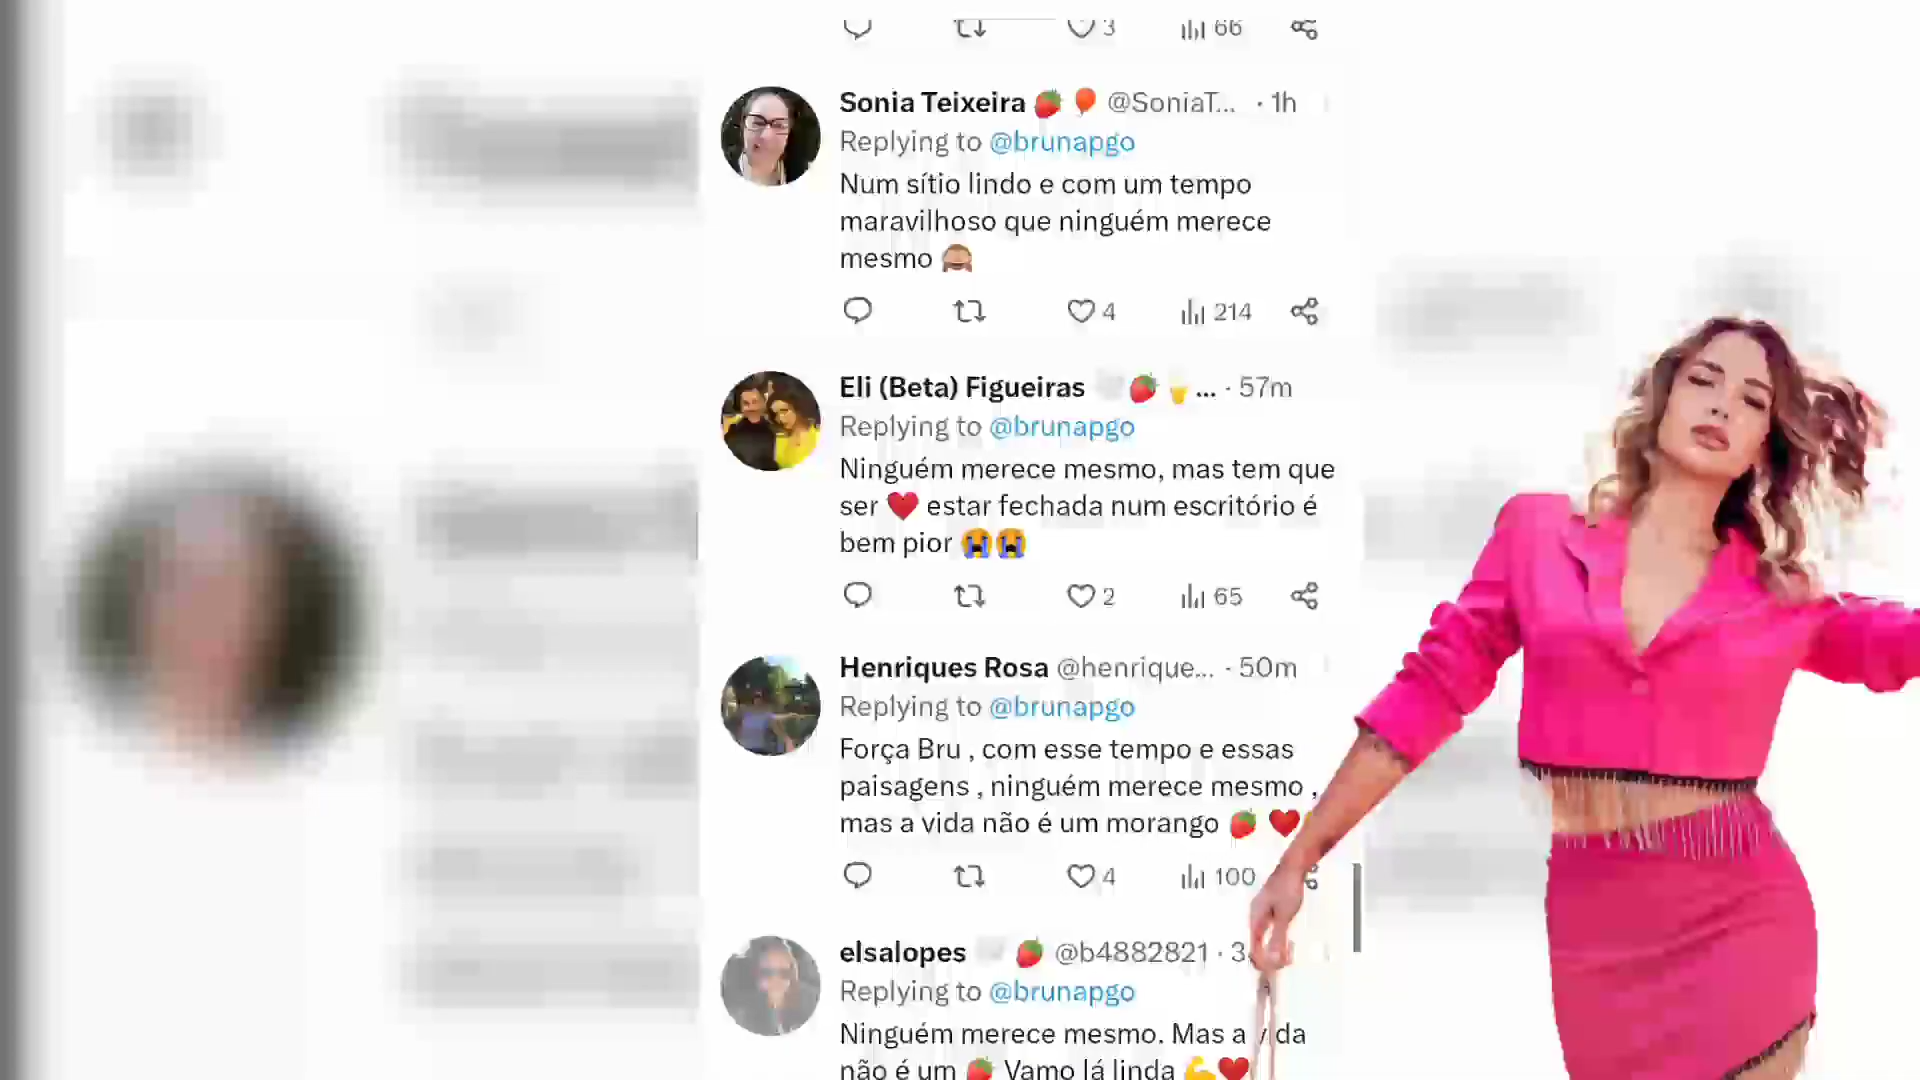 3 66
Sonia Teixeira 🍓 🎈 @SoniaT... · 1h
Replying to @brunapgo
Num sítio lindo e com um tempo
maravilhoso que ninguém merece
mesmo 🙈
4 214
Eli (Beta) Figueiras 🤍 🍓 🍺 ... · 57m
Replying to @brunapgo
Ninguém merece mesmo, mas tem que
ser ❤️ estar fechada num escritório é
bem pior 😭😭
2 65
Henriques Rosa @henrique... · 50m
Replying to @brunapgo
Força Bru , com esse tempo e essas
paisagens , ninguém merece mesmo ,
mas a vida não é um morango 🍓 ❤️
4 100
elsalopes 🤍 🍓 @b4882821 · 3
Replying to @brunapgo
Ninguém merece mesmo. Mas a vida
não é um 🍓 Vamo lá linda 💪❤️